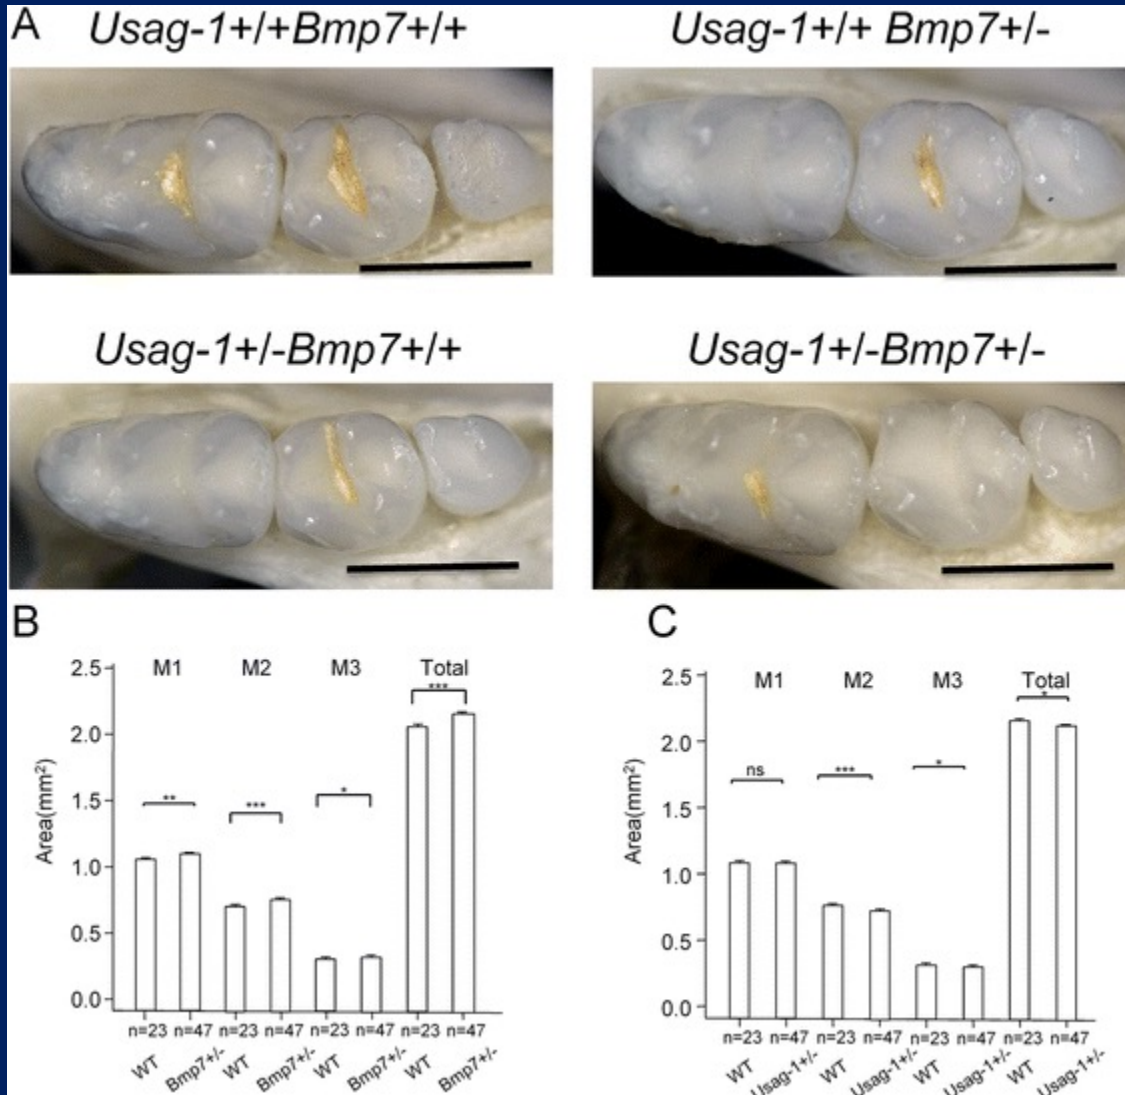 A
Usag-1+/+Bmp7+/+
Usag-1+/+ Bmp7+/-
Usag-1+/-Bmp7+/+
Usag-1+/-Bmp7+/-
B
M1 M2 M3 Total
2.5
2.0
1.5
1.0
0.5
0.0
Area(mm²)
** *** * ***
n=23 n=47 n=23 n=47 n=23 n=47 n=23 n=47
WT Bmp7+/- WT Bmp7+/- WT Bmp7+/- WT Bmp7+/-
C
M1 M2 M3 Total
2.5
2.0
1.5
1.0
0.5
0.0
Area(mm²)
ns *** * *
n=23 n=47 n=23 n=47 n=23 n=47 n=23 n=47
WT Usag-1+/- WT Usag-1+/- WT Usag-1+/- WT Usag-1+/-